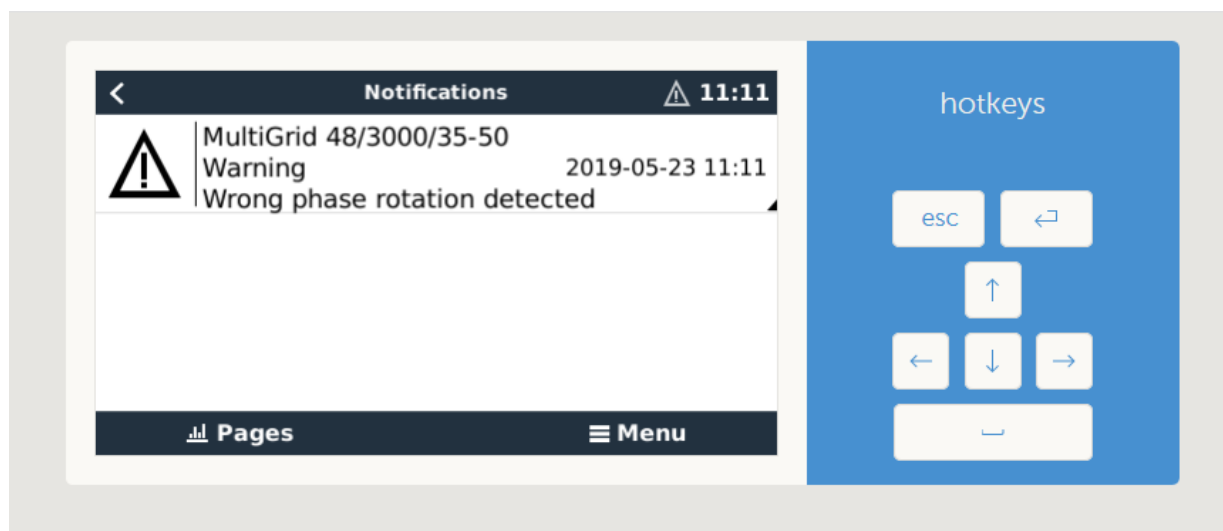 Notifications 11:11
MultiGrid 48/3000/35-50
Warning 2019-05-23 11:11
Wrong phase rotation detected
Pages Menu
hotkeys
esc